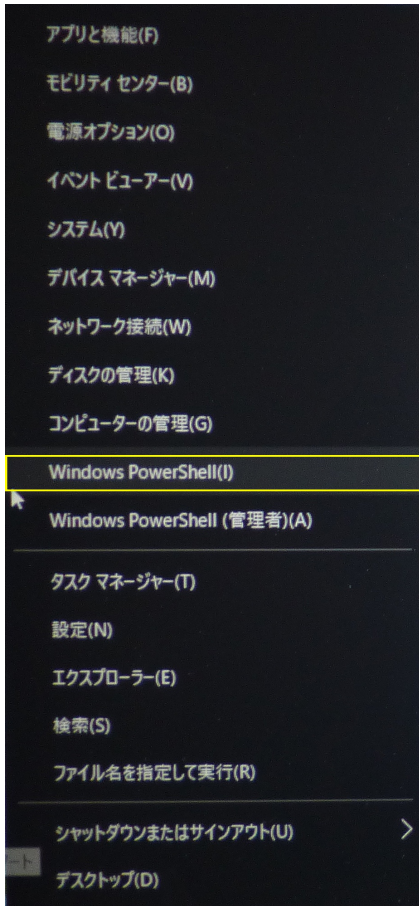 アプリと機能(F)
モビリティ センター(B)
電源オプション(O)
イベント ビューアー(V)
システム(Y)
デバイス マネージャー(M)
ネットワーク接続(W)
ディスクの管理(K)
コンピューターの管理(G)
Windows PowerShell(I)
Windows PowerShell (管理者)(A)
タスク マネージャー(T)
設定(N)
エクスプローラー(E)
検索(S)
ファイル名を指定して実行(R)
シャットダウンまたはサインアウト(U)
ート
デスクトップ(D)